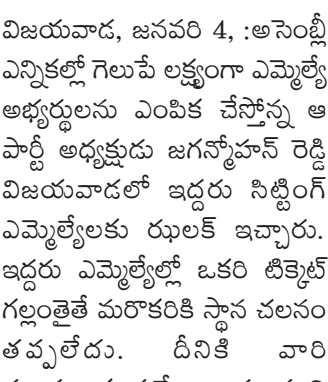 విజయవాడ, జనవరి 4, :అసెంబ్లీ
ఎన్నికల్లో గెలుపే లక్ష్యంగా ఎమ్మెల్యే
అభ్యర్థులను ఎంపిక చేస్తోన్న ఆ
పార్టీ అధ్యక్షుడు జగన్మోహన్ రెడ్డి
విజయవాడలో ఇద్దరు సిట్టింగ్
ఎమ్మెల్యేలకు ఝలక్ ఇచ్చారు.
ఇద్దరు ఎమ్మెల్యేల్లో ఒకరి టిక్కెట్
గల్లంతైతే మరొకరికి స్థాన చలనం
తప్పలేదు. దీనికి వారి